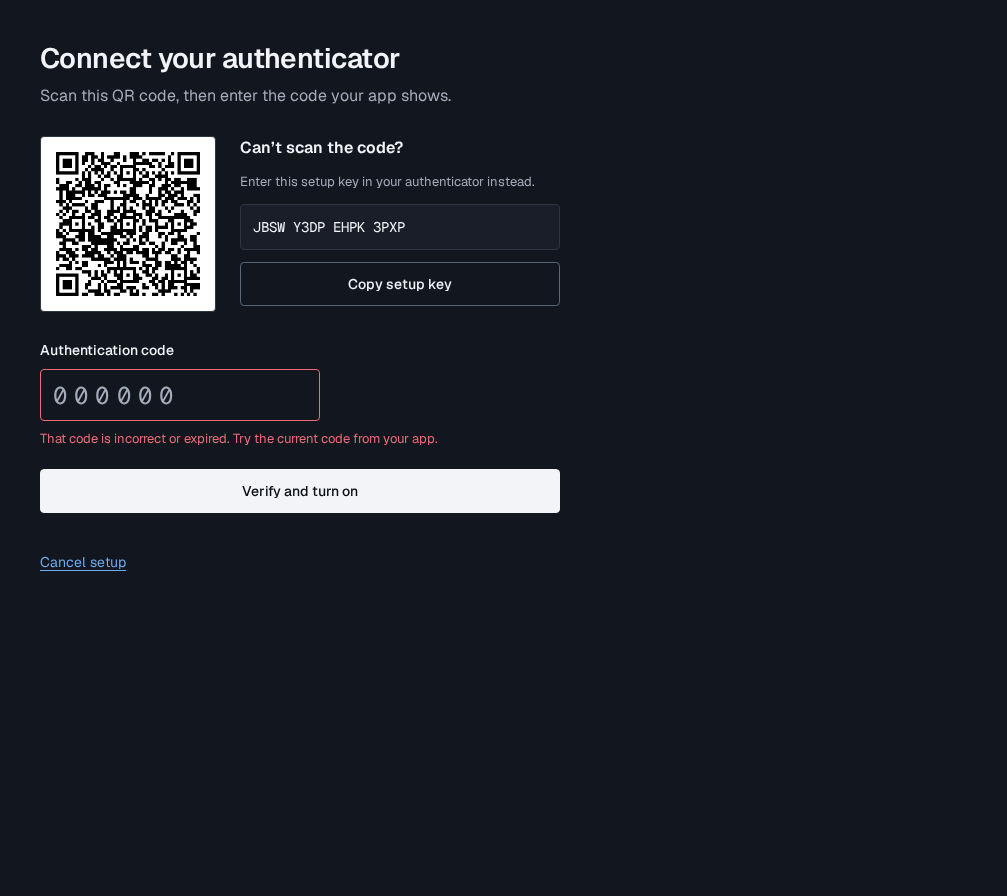 Connect your authenticator
Scan this QR code, then enter the code your app shows.
Can’t scan the code?
Enter this setup key in your authenticator instead.
JBSW Y3DP EHPK 3PXP
Copy setup key
Authentication code
000000
That code is incorrect or expired. Try the current code from your app.
Verify and turn on
Cancel setup